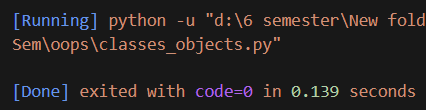 [Running] python -u "d:\6 semester\New fold
Sem\oops\classes_objects.py"
[Done] exited with code=0 in 0.139 seconds